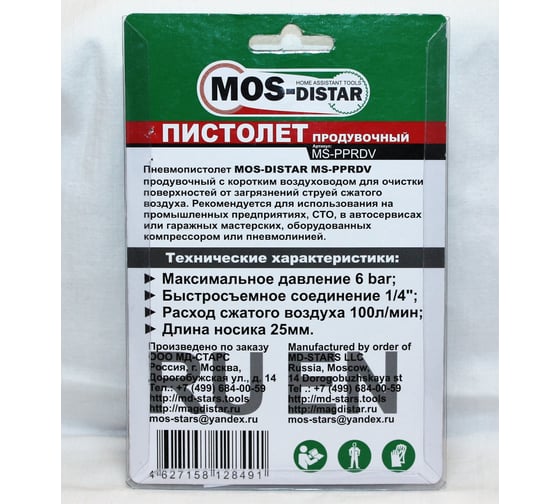 MOS-DISTAR
HOME ASSISTANT TOOLS
ПИСТОЛЕТ ПРОДУВОЧНЫЙ
Артикул:
MS-PPRDV
Пневмопистолет MOS-DISTAR MS-PPRDV
продувочный с коротким воздуховодом для очистки
поверхностей от загрязнений струей сжатого
воздуха. Рекомендуется для использования на
промышленных предприятиях, СТО, в автосервисах
или гаражных мастерских, оборудованных
компрессором или пневмолинией.
Технические характеристики:
Максимальное давление 6 bar;
Быстросъемное соединение 1/4";
Расход сжатого воздуха 100л/мин;
Длина носика 25мм.
RU
Произведено по заказу
ООО МД-СТАРС
Россия, г. Москва,
Дорогобужская ул., д. 14
Тел.: +7 (499) 684-00-59
http://md-stars.tools
http://magdistar.ru
mos-stars@yandex.ru
EN
Manufactured by order of
MD-STARS LLC
Russia, Moscow,
14 Dorogobuzhskaya st
Tel.: +7 (499) 684-00-59
http://md-stars.tools
http://magdistar.ru
mos-stars@yandex.ru
4 627158 128491